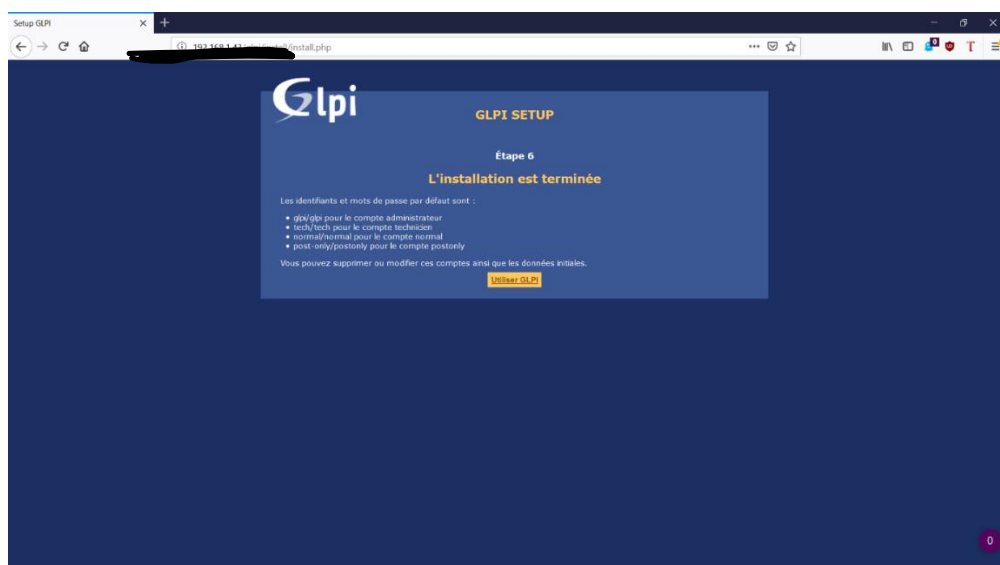 Setup GLPI
install.php
Glpi
GLPI SETUP
Étape 6
L'installation est terminée
Les identifiants et mots de passe par défaut sont :
• glpi/glpi pour le compte administrateur
• tech/tech pour le compte technicien
• normal/normal pour le compte normal
• post-only/postonly pour le compte postonly
Vous pouvez supprimer ou modifier ces comptes ainsi que les données initiales.
Utiliser GLPI
0